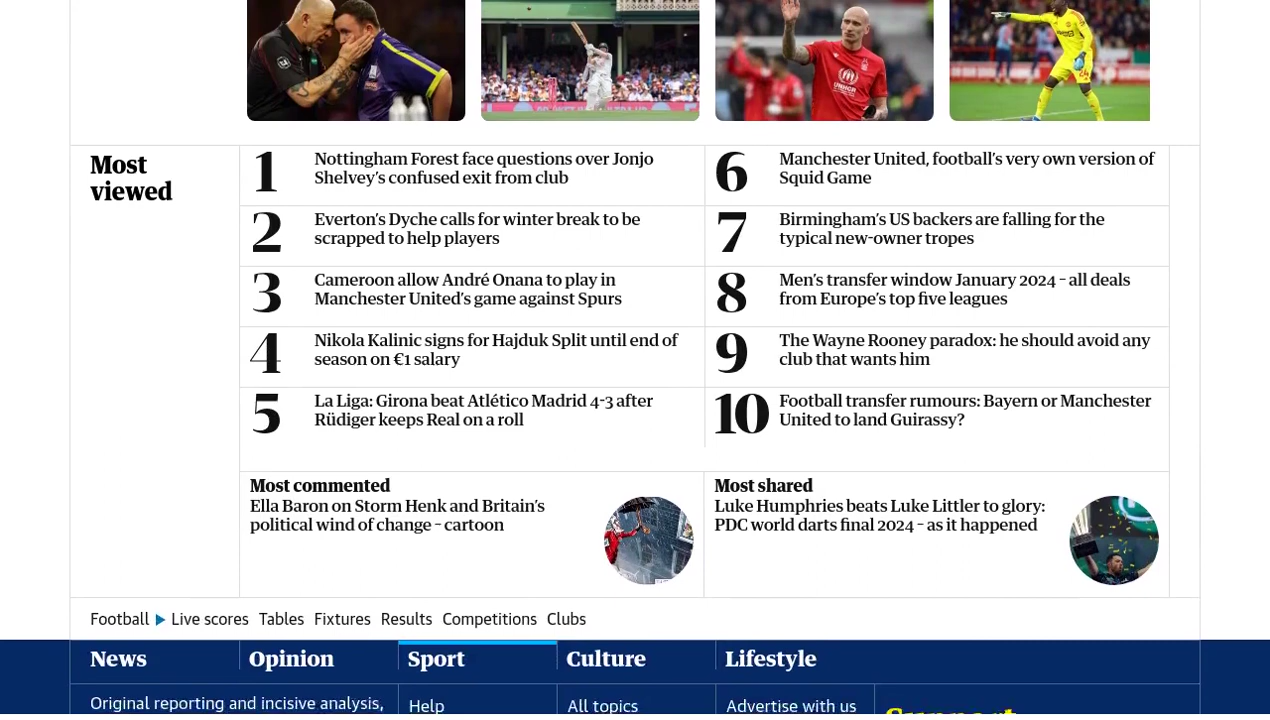 Most
viewed
1
Nottingham Forest face questions over Jonjo
Shelvey’s confused exit from club
2
Everton’s Dyche calls for winter break to be
scrapped to help players
3
Cameroon allow André Onana to play in
Manchester United’s game against Spurs
4
Nikola Kalinic signs for Hajduk Split until end of
season on €1 salary
5
La Liga: Girona beat Atlético Madrid 4-3 after
Rüdiger keeps Real on a roll
6
Manchester United, football’s very own version of
Squid Game
7
Birmingham’s US backers are falling for the
typical new-owner tropes
8
Men’s transfer window January 2024 – all deals
from Europe’s top five leagues
9
The Wayne Rooney paradox: he should avoid any
club that wants him
10
Football transfer rumours: Bayern or Manchester
United to land Guirassy?
Most commented
Ella Baron on Storm Henk and Britain’s
political wind of change – cartoon
Most shared
Luke Humphries beats Luke Littler to glory:
PDC world darts final 2024 – as it happened
Football Live scores Tables Fixtures Results Competitions Clubs
News Opinion Sport Culture Lifestyle
Original reporting and incisive analysis,
Help
All topics
Advertise with us
Support